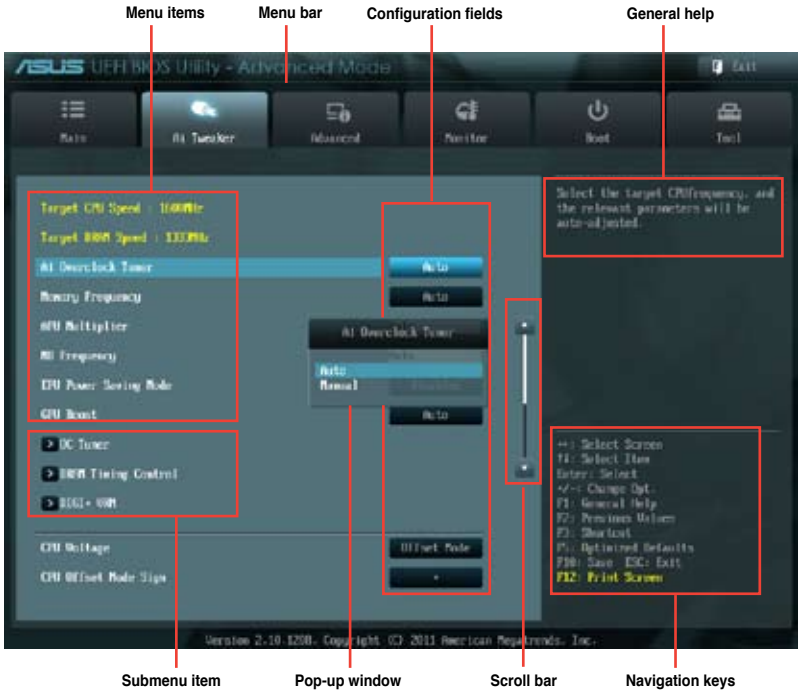 Menu items Menu bar Configuration fields General help
ASUS UEFI BIOS Utility - Advanced Mode Exit
Main Ai Tweaker Advanced Monitor Boot Tool
Target CPU Speed : 1600MHz
Target DRAM Speed : 1333MHz
Select the target CPUfrequency, and
the relevant parameters will be
auto-adjusted.
Ai Overclock Tuner Auto
Memory Frequency Auto
APU Multiplier
Ai Overclock Tuner
NB Frequency
Auto
EPU Power Saving Mode
Manual
GPU Boost Auto
> OC Tuner
> DRAM Timing Control
> DIGI+ VRM
CPU Voltage Offset Mode
CPU Offset Mode Sign
→←: Select Screen
↑↓: Select Item
Enter: Select
+/-: Change Opt.
F1: General Help
F2: Previous Values
F3: Shortcut
F5: Optimized Defaults
F10: Save ESC: Exit
F12: Print Screen
Version 2.10.1208. Copyright (C) 2011 American Megatrends, Inc.
Submenu item Pop-up window Scroll bar Navigation keys